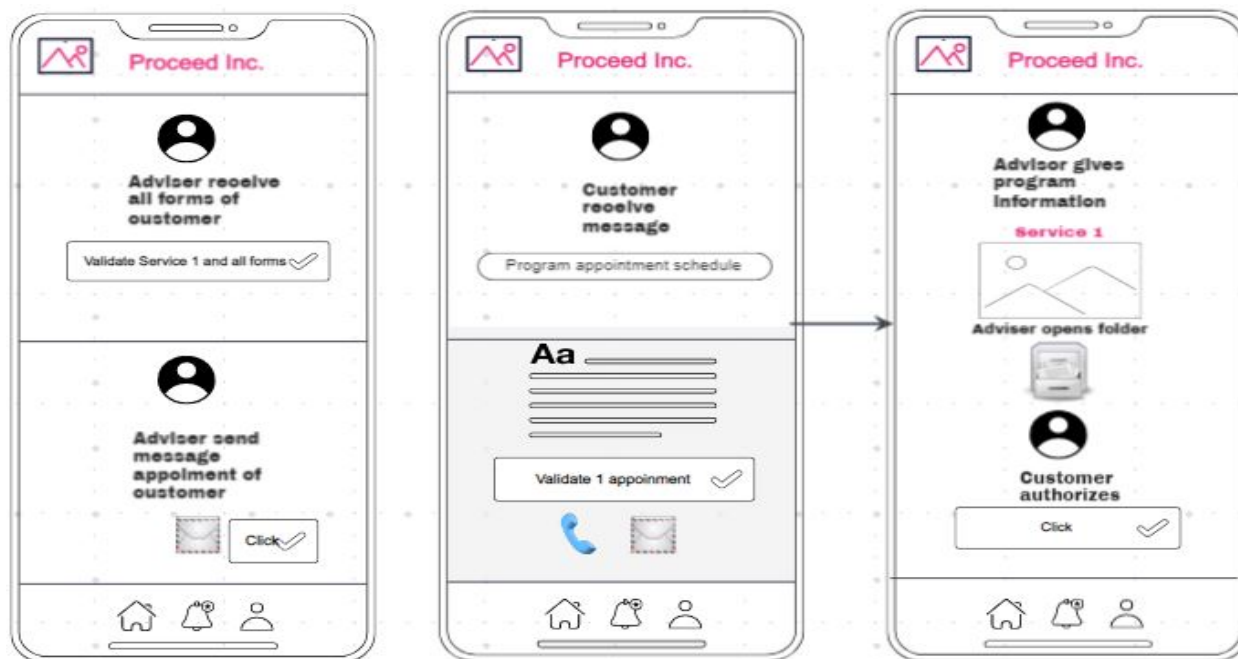 Proceed Inc.
Adviser receive
all forms of
customer
Validate Service 1 and all forms
Adviser send
message
appoiment of
customer
Click
Proceed Inc.
Customer
receive
message
Program appointment schedule
Aa
Validate 1 appoinment
Proceed Inc.
Advisor gives
program
information
Service 1
Adviser opens folder
Customer
authorizes
Click